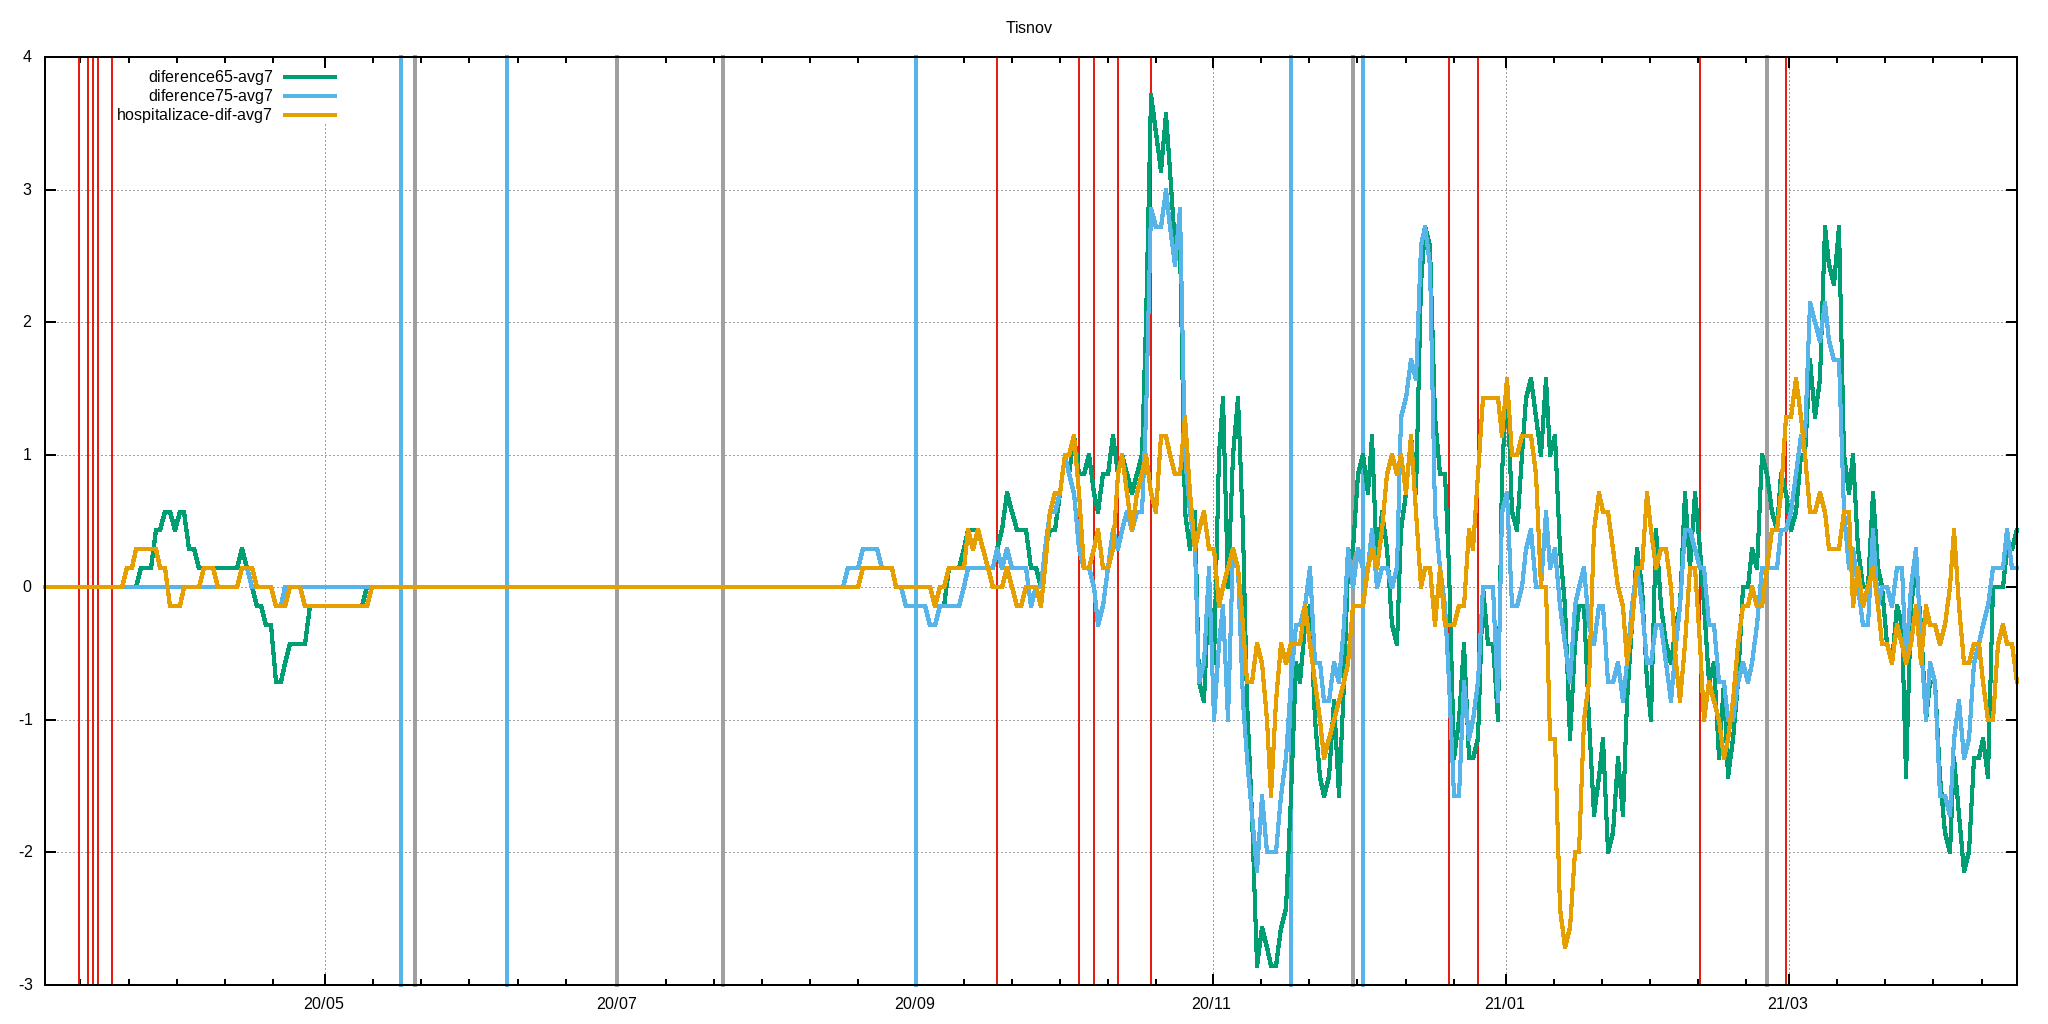 Tisnov
4
diference65-avg7
diference75-avg7
hospitalizace-dif-avg7
3
2
1
0
-1
-2
-3
20/05 20/07 20/09 20/11 21/01 21/03